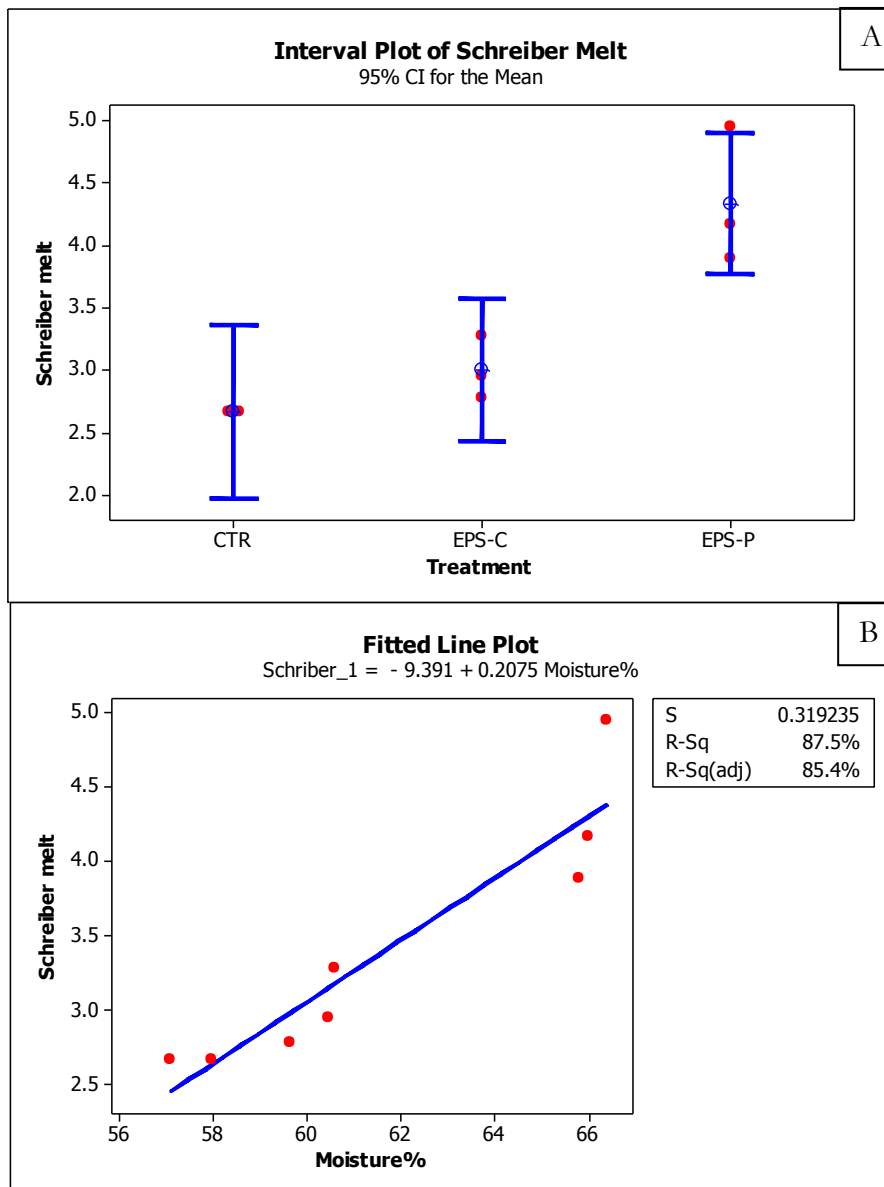 A
Interval Plot of Schreiber Melt
95% CI for the Mean
5.0
4.5
4.0
3.5
3.0
2.5
2.0
Schreiber melt
CTR
EPS-C
EPS-P
Treatment
B
Fitted Line Plot
Schriber_1 = - 9.391 + 0.2075 Moisture%
S 0.319235
R-Sq 87.5%
R-Sq(adj) 85.4%
5.0
4.5
4.0
3.5
3.0
2.5
Schreiber melt
56
58
60
62
64
66
Moisture%